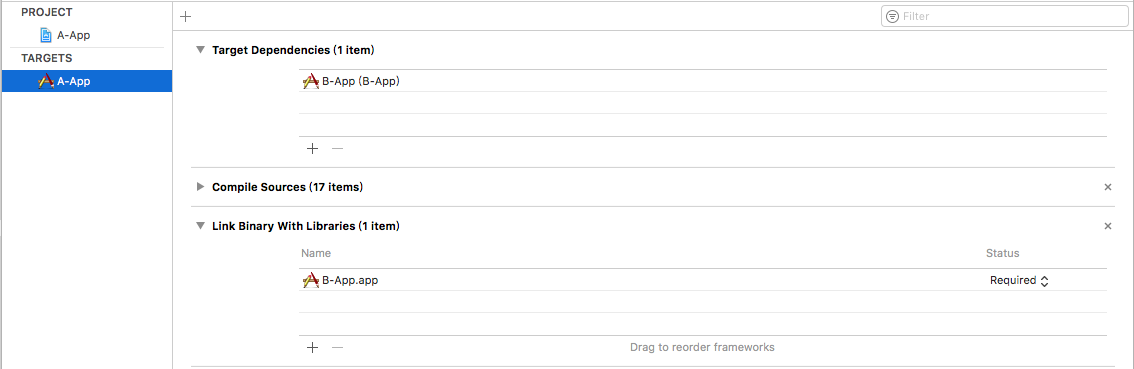 PROJECT
A-App
TARGETS
A-App
Filter
Target Dependencies (1 item)
B-App (B-App)
Compile Sources (17 items)
Link Binary With Libraries (1 item)
Name Status
B-App.app Required
Drag to reorder frameworks